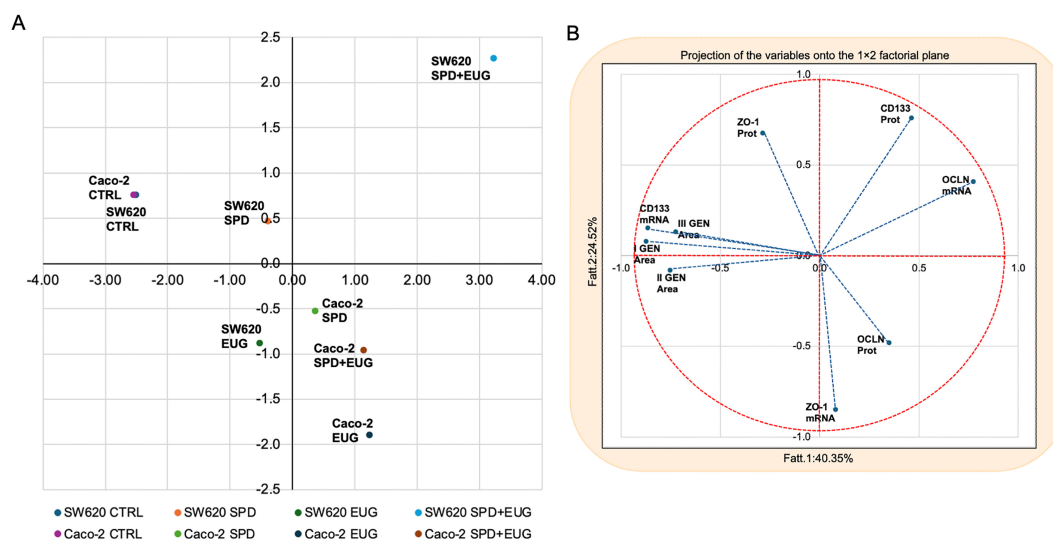 A
2.5
2.0
1.5
1.0
0.5
0.0
-0.5
-1.0
-1.5
-2.0
-2.5
-4.00 -3.00 -2.00 -1.00 0.00 1.00 2.00 3.00 4.00
SW620
SPD+EUG
Caco-2
CTRL
SW620
CTRL
SW620
SPD
Caco-2
SPD
SW620
EUG
Caco-2
SPD+EUG
Caco-2
EUG
SW620 CTRL SW620 SPD SW620 EUG SW620 SPD+EUG
Caco-2 CTRL Caco-2 SPD Caco-2 EUG Caco-2 SPD+EUG
B
Projection of the variables onto the 1×2 factorial plane
1.0
0.5
0.0
-0.5
-1.0
-1.0 -0.5 0.5 1.0
ZO-1
Prot
CD133
Prot
OCLN
mRNA
CD133
mRNA
III GEN
Area
I GEN
Area
II GEN
Area
OCLN
Prot
ZO-1
mRNA
Fatt.2:24.52%
Fatt.1:40.35%